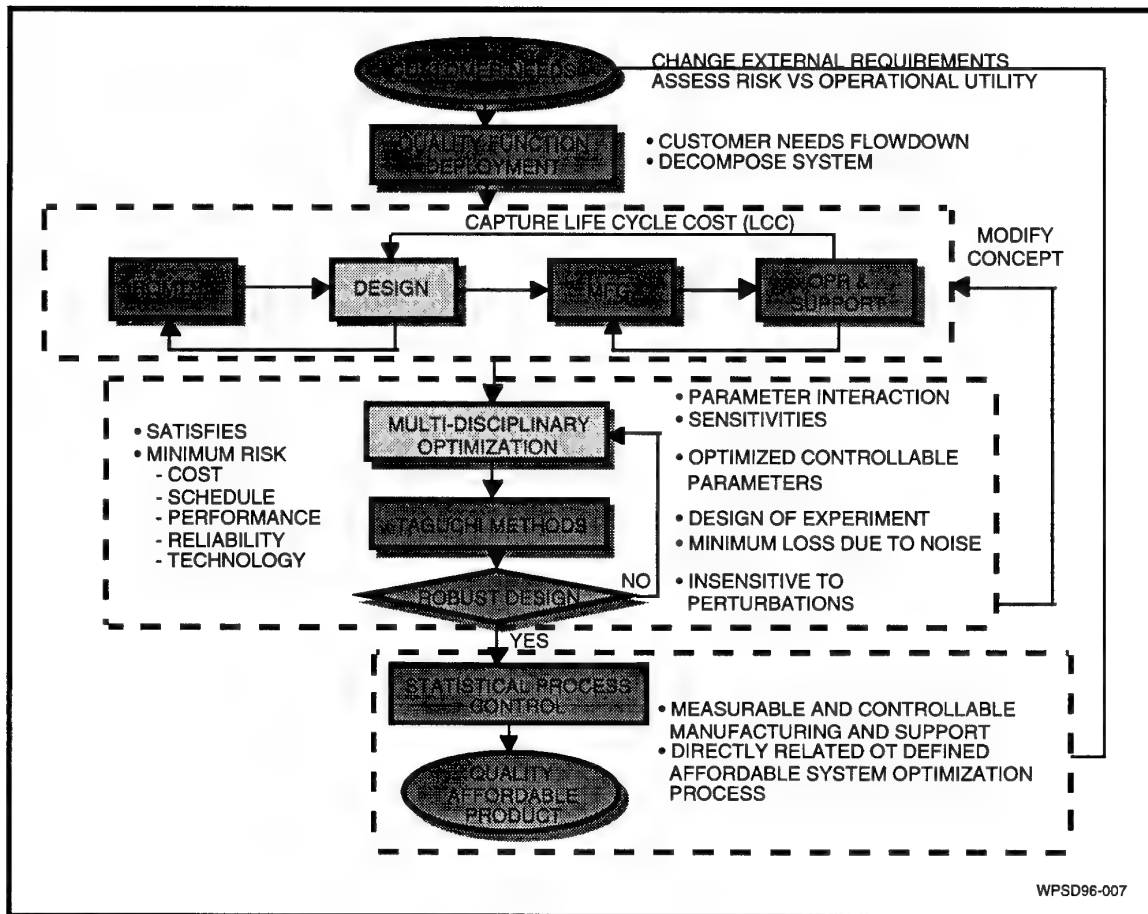 CUSTOMER NEEDS
CHANGE EXTERNAL REQUIREMENTS
ASSESS RISK VS OPERATIONAL UTILITY
QUALITY FUNCTION
DEPLOYMENT
• CUSTOMER NEEDS FLOWDOWN
• DECOMPOSE SYSTEM
CAPTURE LIFE CYCLE COST (LCC)
MODIFY
CONCEPT
DESIGN
MFG
OPR &
SUPPORT
MULTI-DISCIPLINARY
OPTIMIZATION
• PARAMETER INTERACTION
• SENSITIVITIES
• SATISFIES
• MINIMUM RISK
- COST
- SCHEDULE
- PERFORMANCE
- RELIABILITY
- TECHNOLOGY
• OPTIMIZED CONTROLLABLE
PARAMETERS
TAGUCHI METHODS
• DESIGN OF EXPERIMENT
• MINIMUM LOSS DUE TO NOISE
NO
ROBUST DESIGN
• INSENSITIVE TO
PERTURBATIONS
YES
STATISTICAL PROCESS
CONTROL
• MEASURABLE AND CONTROLLABLE
MANUFACTURING AND SUPPORT
• DIRECTLY RELATED OT DEFINED
AFFORDABLE SYSTEM OPTIMIZATION
PROCESS
QUALITY
AFFORDABLE
PRODUCT
WPSD96-007